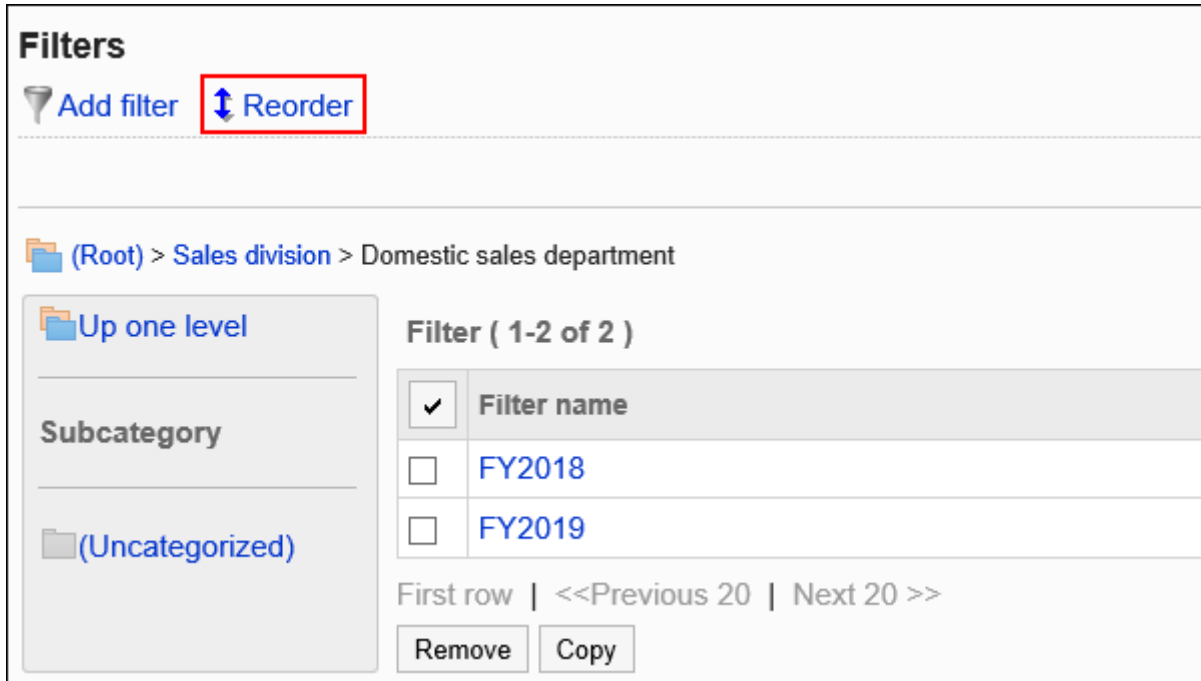 Filters
Add filter Reorder
(Root) > Sales division > Domestic sales department
Up one level
Subcategory
(Uncategorized)
Filter ( 1-2 of 2 )
Filter name
FY2018
FY2019
First row | <<Previous 20 | Next 20 >>
Remove Copy